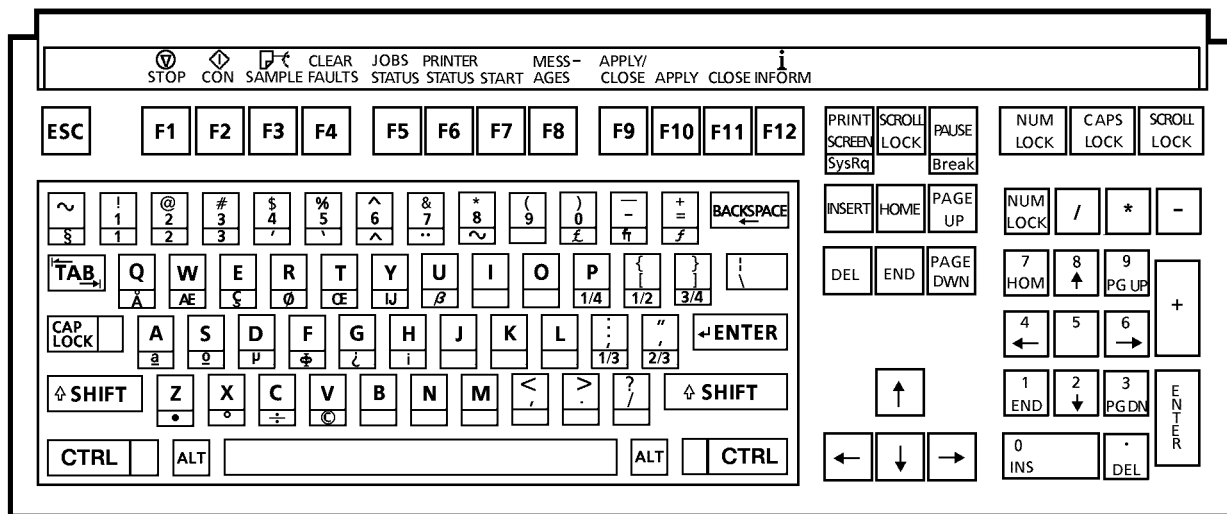 i
CLEAR JOBS PRINTER MESS- APPLY/
STOP CON SAMPLE FAULTS STATUS STATUS START AGES CLOSE APPLY CLOSE INFORM
ESC F1 F2 F3 F4 F5 F6 F7 F8 F9 F10 F11 F12
PRINT SCROLL PAUSE NUM CAPS SCROLL
SCREEN LOCK LOCK LOCK LOCK
SysRq Break
~ ! @ # $ % ^ & * ( ) — +
1 2 3 4 5 6 7 8 9 0 - = BACKSPACE ←
§ 1 2 3 ′ ‵ ^ ¨ ~ £ ƒ
INSERT HOME PAGE UP NUM LOCK / * -
TAB Q W E R T Y U I O P { [ } ] ¦ \
Å Æ Ç Ø Œ IJ β 1/4 1/2 3/4
DEL END PAGE DWN 7 HOM 8 ↑ 9 PG UP +
CAP LOCK A S D F G H J K L : ; " , ↵ ENTER
a o µ Φ ¿ ¡ 1/3 2/3
4 ← 5 6 →
⇧ SHIFT Z X C V B N M < , > . ? / ⇧ SHIFT
• ° ÷ ©
↑ 1 END 2 ↓ 3 PG DN ENTER
CTRL ALT ALT CTRL
← ↓ → 0 INS . DEL